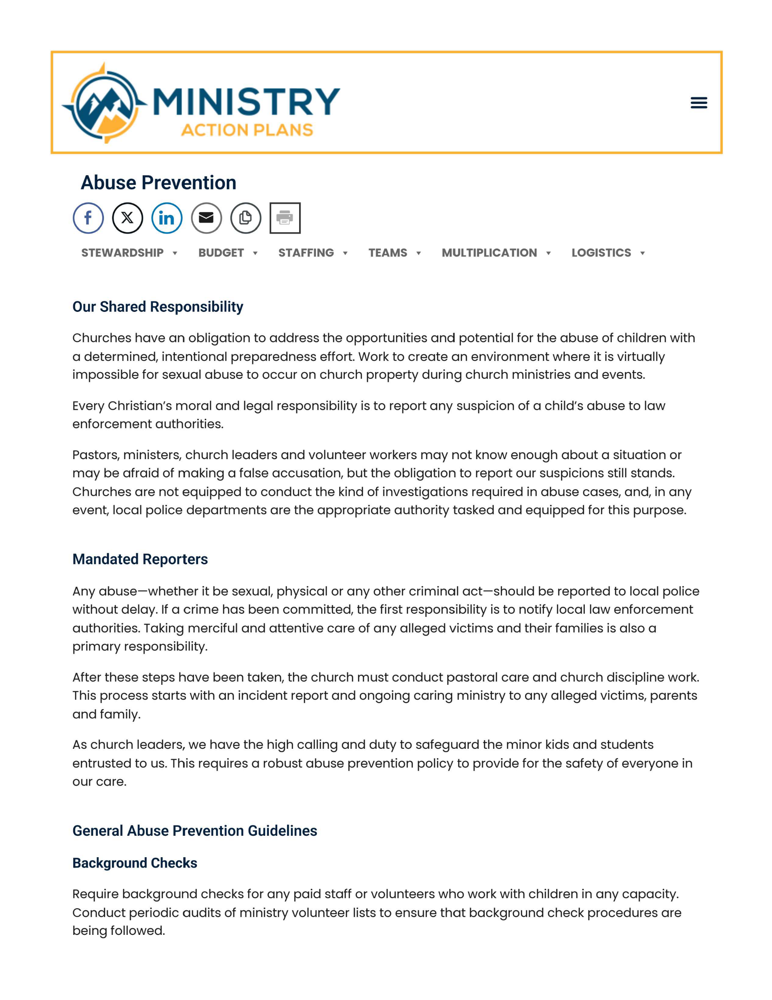 MINISTRY
ACTION PLANS
Abuse Prevention
STEWARDSHIP BUDGET STAFFING TEAMS MULTIPLICATION LOGISTICS
Our Shared Responsibility
Churches have an obligation to address the opportunities and potential for the abuse of children with
a determined, intentional preparedness effort. Work to create an environment where it is virtually
impossible for sexual abuse to occur on church property during church ministries and events.
Every Christian’s moral and legal responsibility is to report any suspicion of a child’s abuse to law
enforcement authorities.
Pastors, ministers, church leaders and volunteer workers may not know enough about a situation or
may be afraid of making a false accusation, but the obligation to report our suspicions still stands.
Churches are not equipped to conduct the kind of investigations required in abuse cases, and, in any
event, local police departments are the appropriate authority tasked and equipped for this purpose.
Mandated Reporters
Any abuse—whether it be sexual, physical or any other criminal act—should be reported to local police
without delay. If a crime has been committed, the first responsibility is to notify local law enforcement
authorities. Taking merciful and attentive care of any alleged victims and their families is also a
primary responsibility.
After these steps have been taken, the church must conduct pastoral care and church discipline work.
This process starts with an incident report and ongoing caring ministry to any alleged victims, parents
and family.
As church leaders, we have the high calling and duty to safeguard the minor kids and students
entrusted to us. This requires a robust abuse prevention policy to provide for the safety of everyone in
our care.
General Abuse Prevention Guidelines
Background Checks
Require background checks for any paid staff or volunteers who work with children in any capacity.
Conduct periodic audits of ministry volunteer lists to ensure that background check procedures are
being followed.